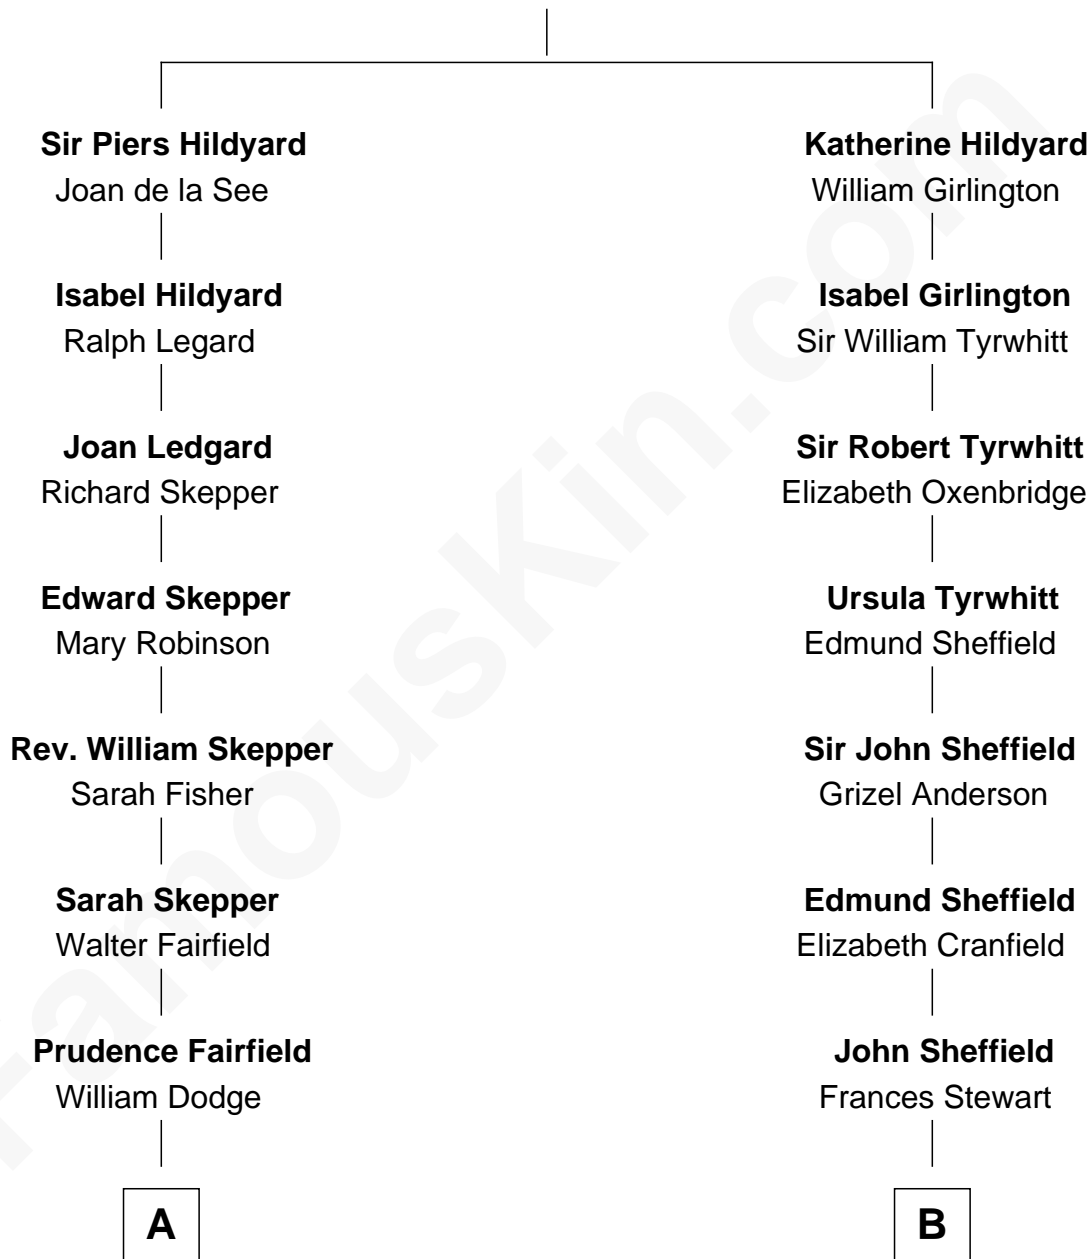 Sir Piers Hildyard
Joan de la See
Isabel Hildyard
Ralph Legard
Joan Ledgard
Richard Skepper
Edward Skepper
Mary Robinson
Rev. William Skepper
Sarah Fisher
Sarah Skepper
Walter Fairfield
Prudence Fairfield
William Dodge
A
Katherine Hildyard
William Girlington
Isabel Girlington
Sir William Tyrwhitt
Sir Robert Tyrwhitt
Elizabeth Oxenbridge
Ursula Tyrwhitt
Edmund Sheffield
Sir John Sheffield
Grizel Anderson
Edmund Sheffield
Elizabeth Cranfield
John Sheffield
Frances Stewart
B
FamousKin.com